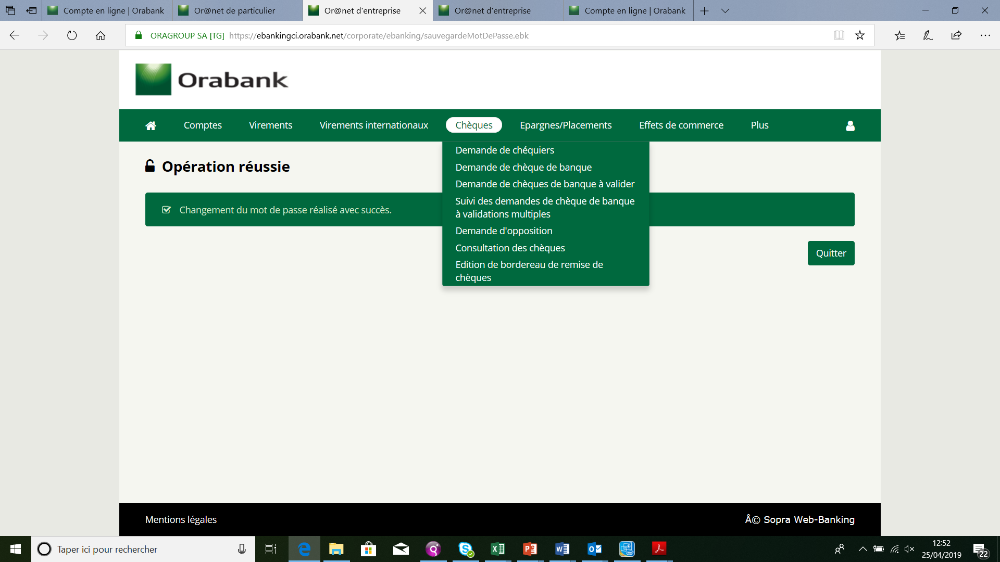 Compte en ligne | Orabank
Or@net de particulier
Or@net d'entreprise
Or@net d'entreprise
Compte en ligne | Orabank
ORAGROUP SA [TG] https://ebankingci.orabank.net/corporate/ebanking/sauvegardeMotDePasse.ebk
Orabank
Comptes
Virements
Virements internationaux
Chèques
Epargnes/Placements
Effets de commerce
Plus
Demande de chéquiers
Demande de chèque de banque
Demande de chèques de banque à valider
Suivi des demandes de chèque de banque
à validations multiples
Demande d'opposition
Consultation des chèques
Edition de bordereau de remise de
chèques
Opération réussie
Changement du mot de passe réalisé avec succès.
Quitter
Mentions légales
Â© Sopra Web-Banking
Taper ici pour rechercher
12:52
25/04/2019
22